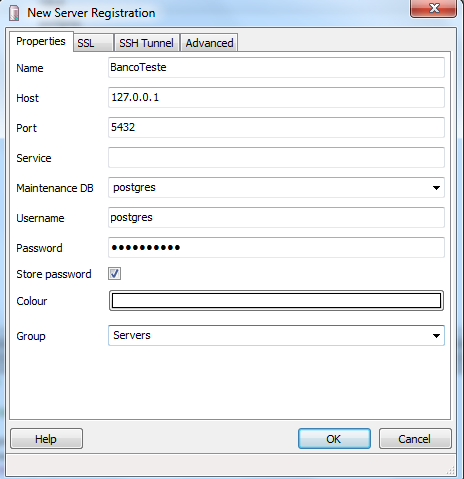 New Server Registration
Properties SSL SSH Tunnel Advanced
Name BancoTeste
Host 127.0.0.1
Port 5432
Service
Maintenance DB postgres
Username postgres
Password ••••••••••
Store password
Colour
Group Servers
Help OK Cancel